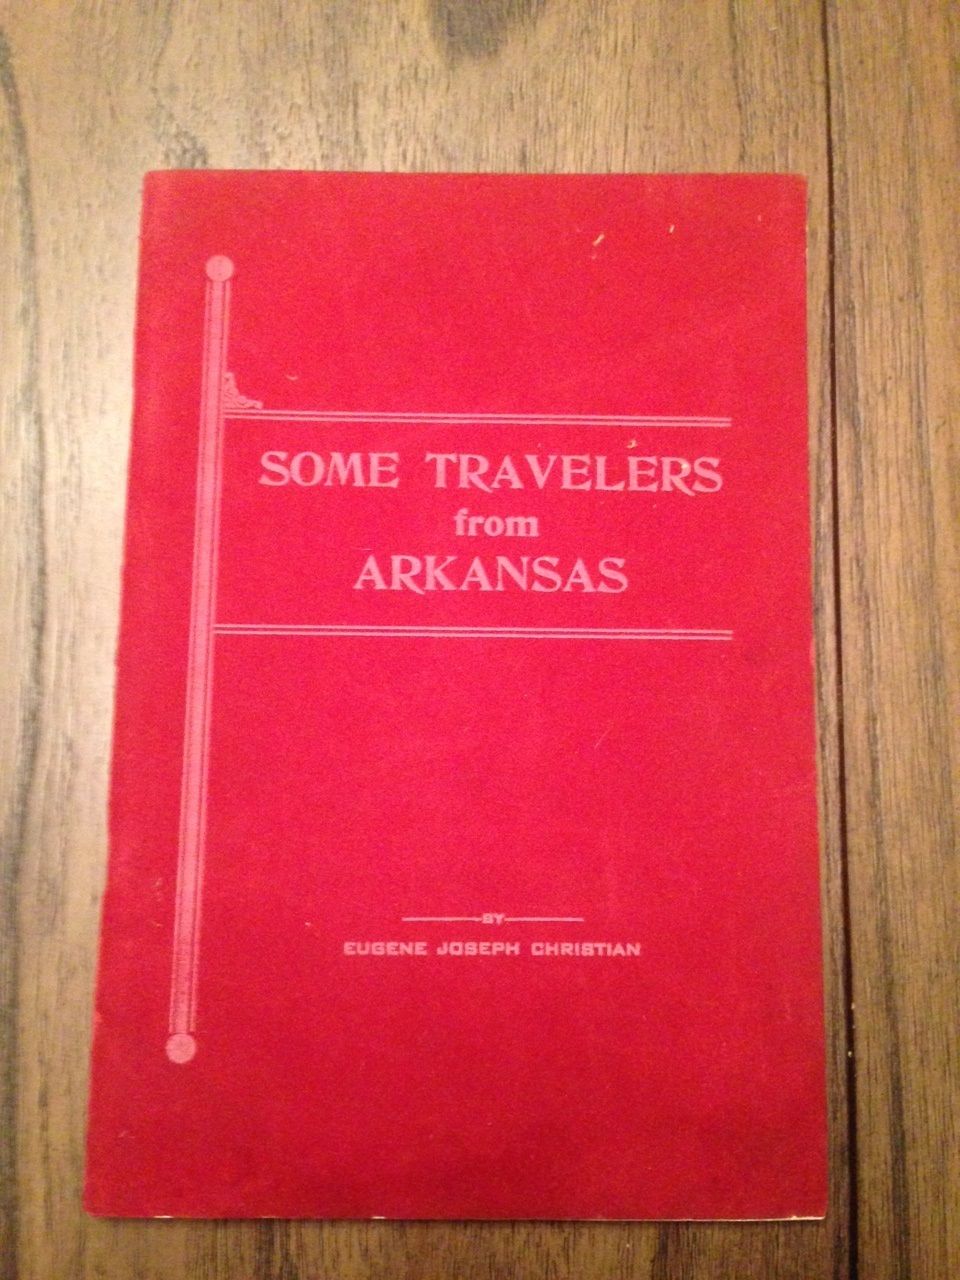 SOME TRAVELERS
from
ARKANSAS
BY
EUGENE JOSEPH CHRISTIAN